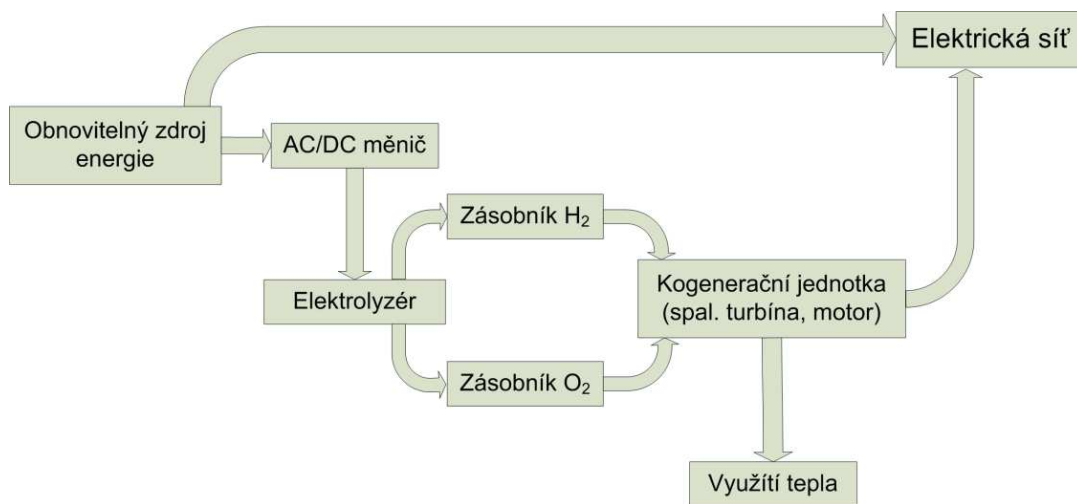 Elektrická síť
Obnovitelný zdroj
energie
AC/DC měnič
Zásobník H₂
Elektrolyzér
Kogenerační jednotka
(spal. turbína, motor)
Zásobník O₂
Využítí tepla